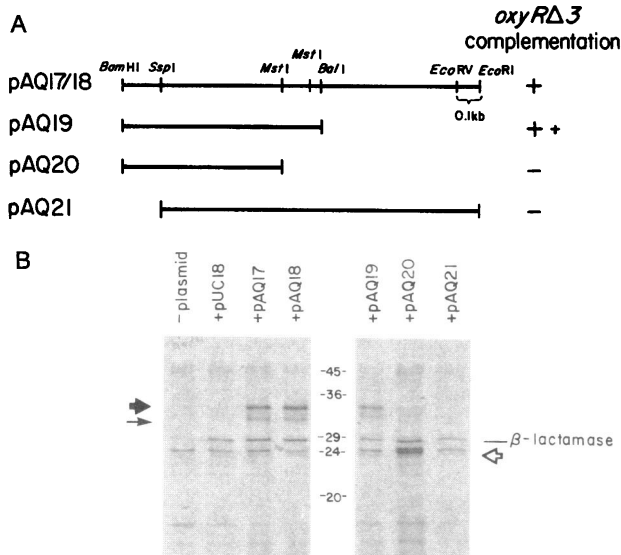 A
oxyRΔ3
complementation
BamHI SspI MstI MstI BalI EcoRV EcoRI
pAQ17/18 +
0.1kb
pAQ19 + +
pAQ20 –
pAQ21 –
B
-plasmid +pUC18 +pAQ17 +pAQ18 +pAQ19 +pAQ20 +pAQ21
-45-
-36-
-29-
β-lactamase
-24-
-20-